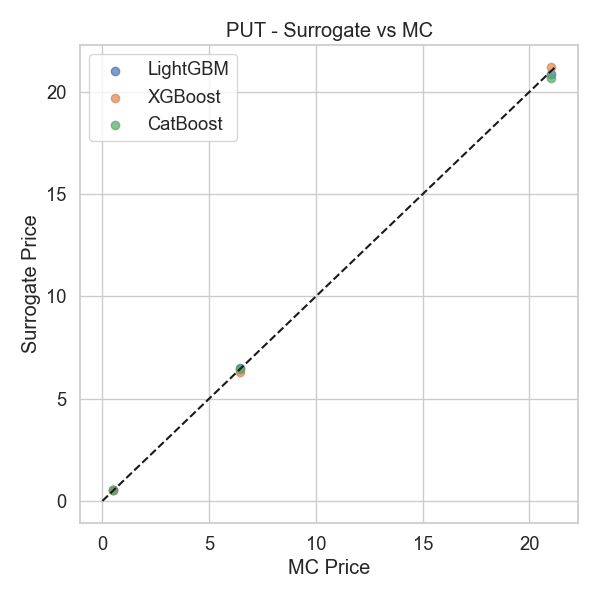 PUT - Surrogate vs MC
LightGBM
XGBoost
CatBoost
20
15
10
5
0
Surrogate Price
0 5 10 15 20
MC Price